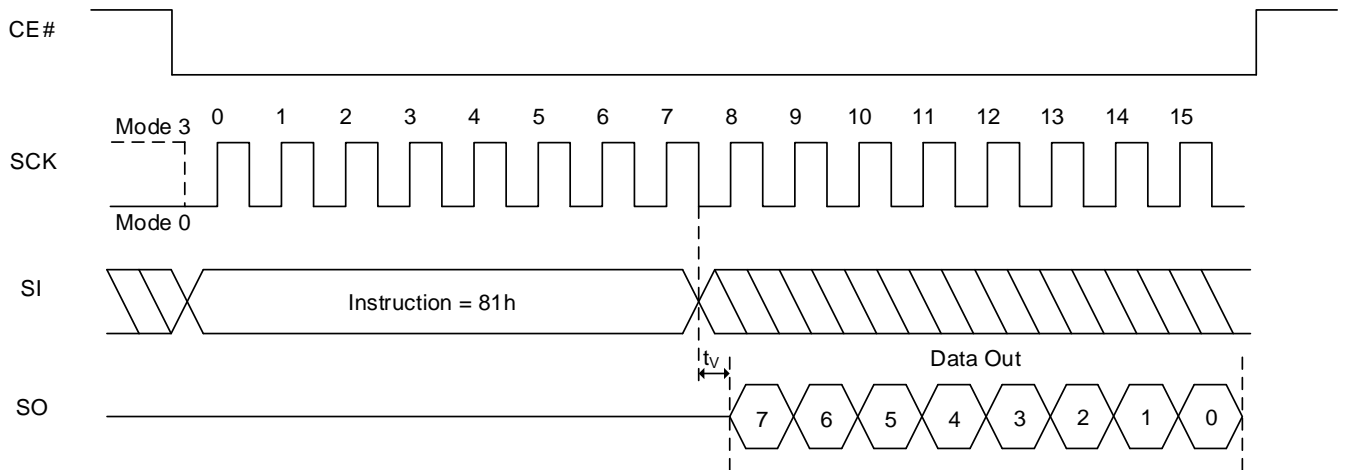 CE#
Mode 3
0 1 2 3 4 5 6 7 8 9 10 11 12 13 14 15
SCK
Mode 0
SI
Instruction = 81h
tV
Data Out
SO
7 6 5 4 3 2 1 0